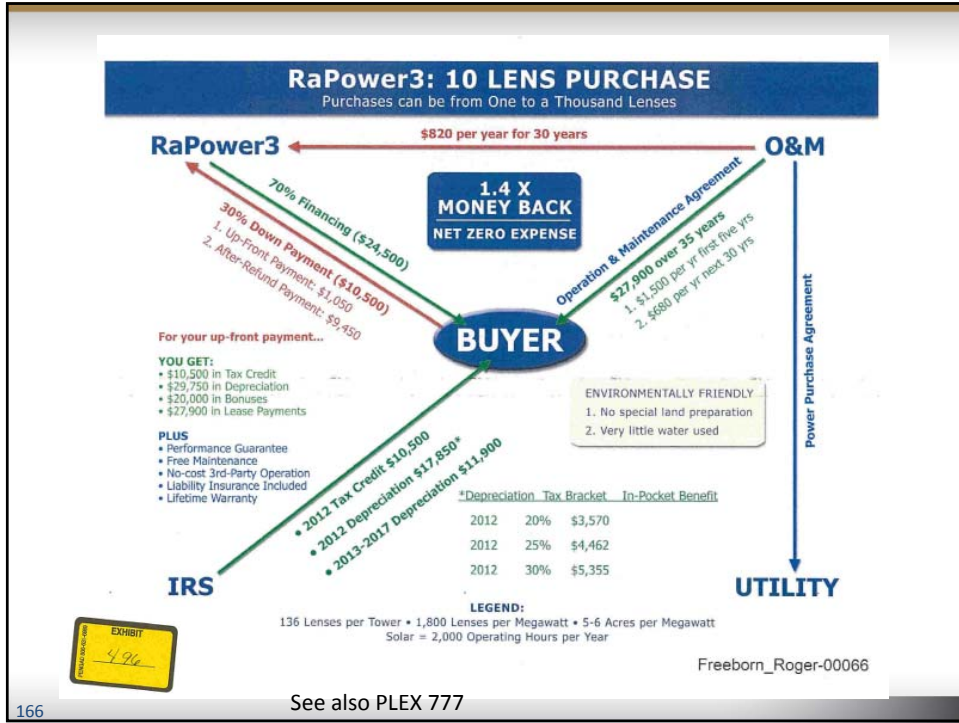 RaPower3: 10 LENS PURCHASE
Purchases can be from One to a Thousand Lenses
RaPower3
$820 per year for 30 years
O&M
70% Financing ($24,500)
30% Down Payment ($10,500)
1. Up-Front Payment: $1,050
2. After-Refund Payment: $9,450
1.4 X
MONEY BACK
NET ZERO EXPENSE
Operation & Maintenance Agreement
$27,900 over 35 years
1. $1,500 per yr first five yrs
2. $680 per yr next 30 yrs
Power Purchase Agreement
BUYER
For your up-front payment...
YOU GET:
• $10,500 in Tax Credit
• $29,750 in Depreciation
• $20,000 in Bonuses
• $27,900 in Lease Payments
PLUS
• Performance Guarantee
• Free Maintenance
• No-cost 3rd-Party Operation
• Liability Insurance Included
• Lifetime Warranty
ENVIRONMENTALLY FRIENDLY
1. No special land preparation
2. Very little water used
• 2012 Tax Credit $10,500
• 2012 Depreciation $17,850*
• 2013-2017 Depreciation $11,900
*Depreciation Tax Bracket In-Pocket Benefit
2012 20% $3,570
2012 25% $4,462
2012 30% $5,355
IRS
UTILITY
LEGEND:
136 Lenses per Tower • 1,800 Lenses per Megawatt • 5-6 Acres per Megawatt
Solar = 2,000 Operating Hours per Year
EXHIBIT
496
Freeborn_Roger-00066
See also PLEX 777
166